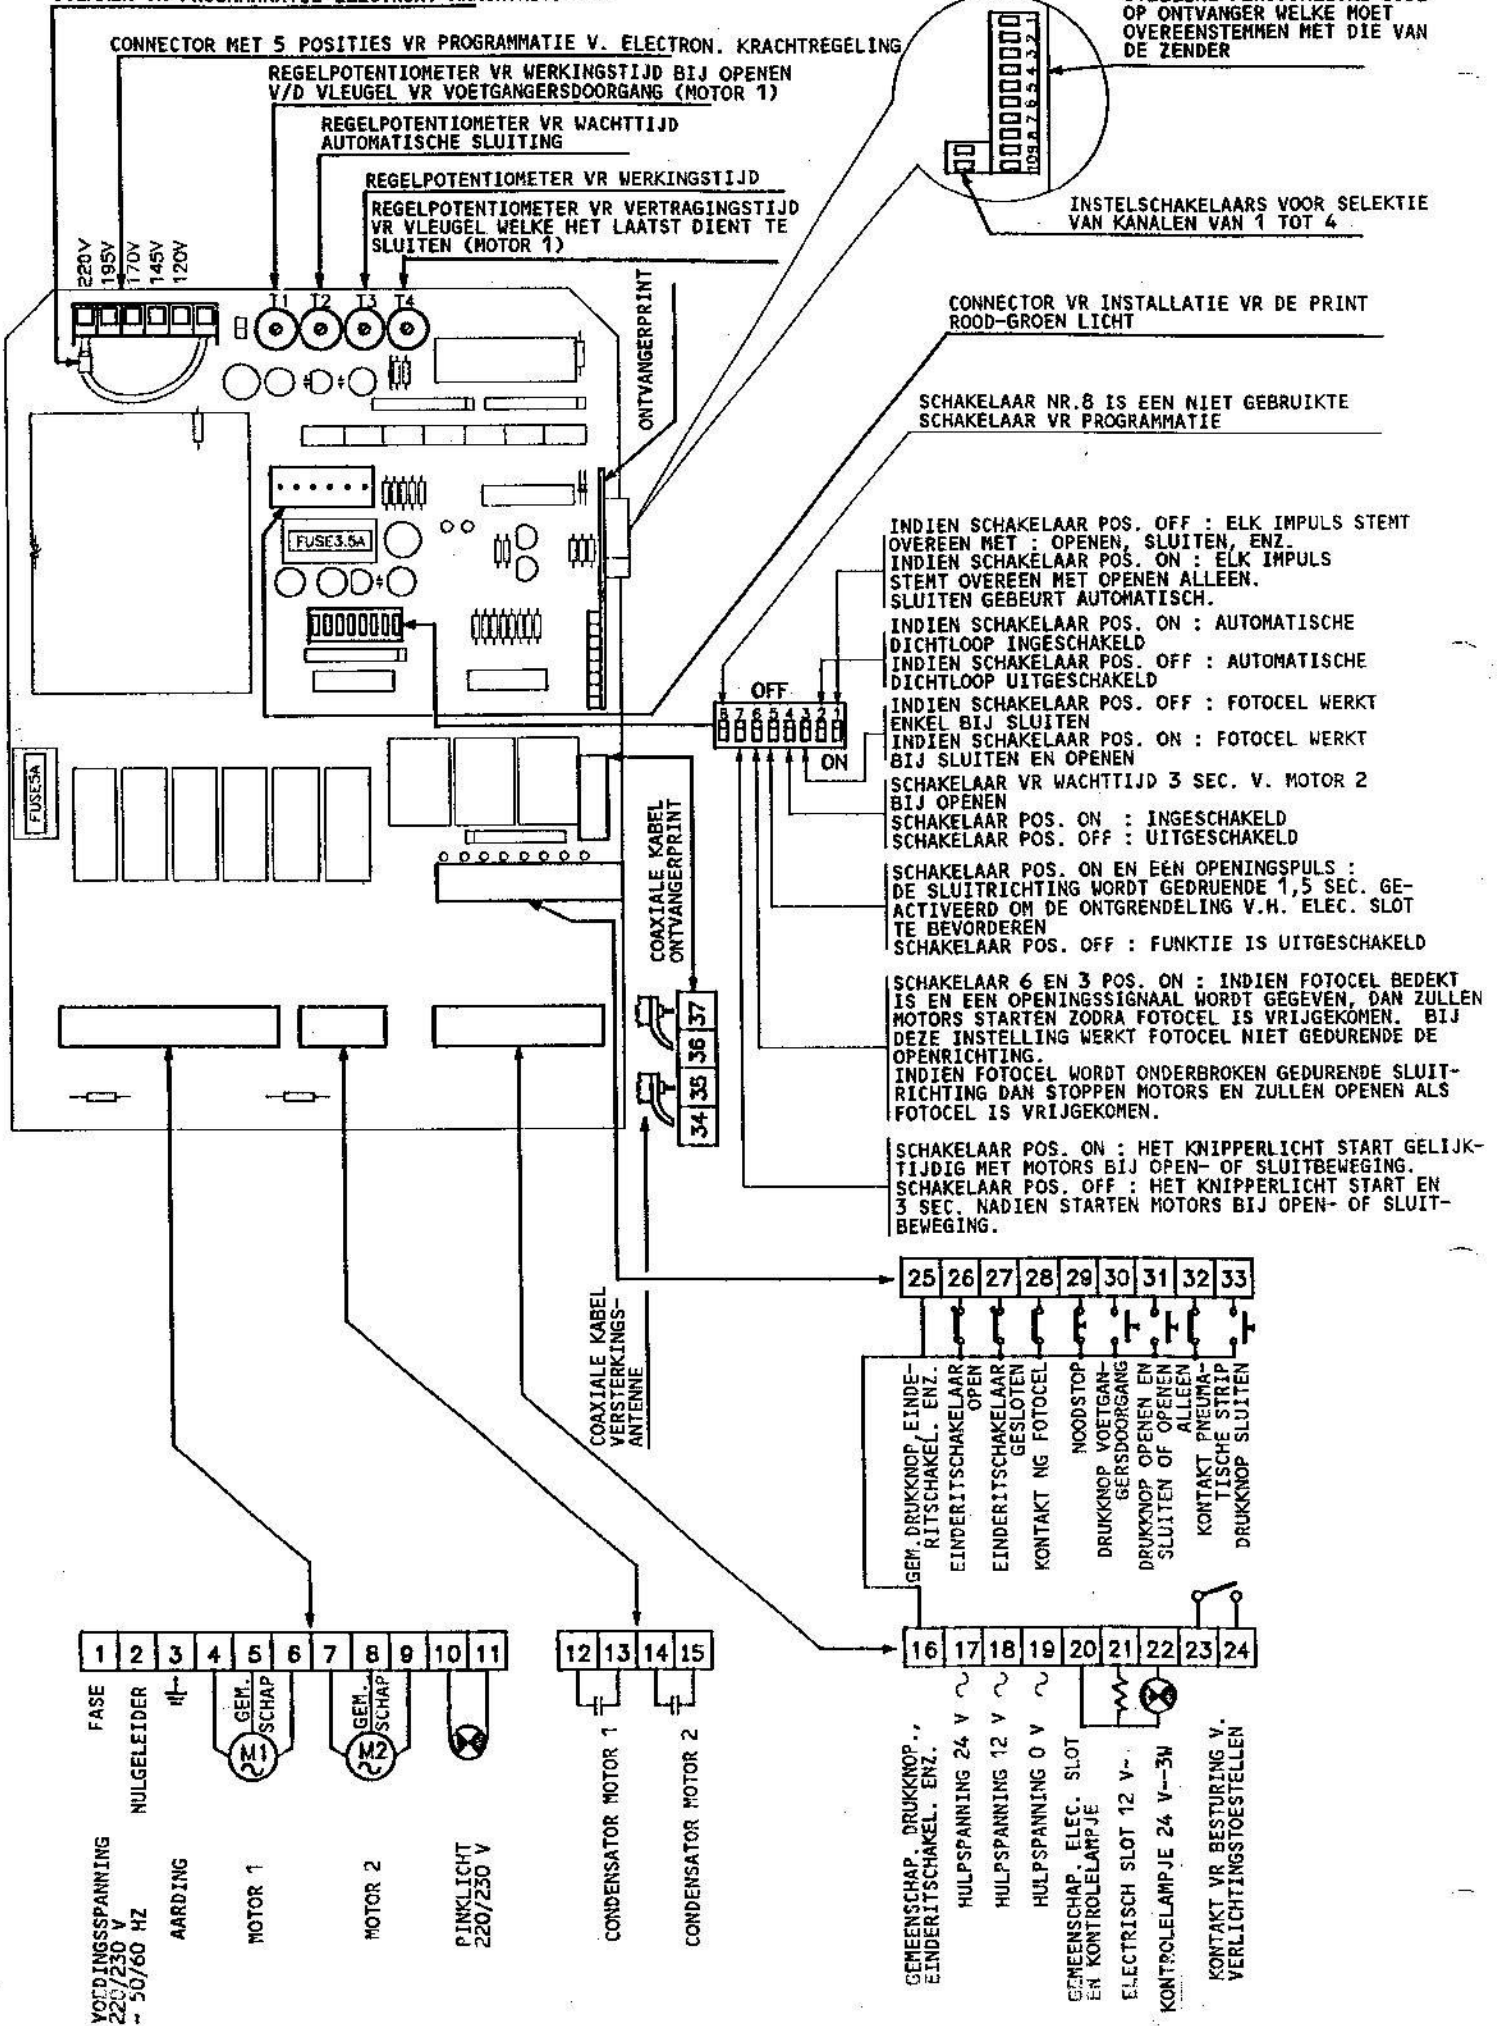 CONNECTOR MET 5 POSITIES VR PROGRAMMATIE V. ELECTRON. KRACHTREGELING
REGELPOTENTIOMETER VR WERKINGSTIJD BIJ OPENEN
V/D VLEUGEL VR VOETGANGERSDOORGANG (MOTOR 1)
REGELPOTENTIOMETER VR WACHTTIJD
AUTOMATISCHE SLUITING
REGELPOTENTIOMETER VR WERKINGSTIJD
REGELPOTENTIOMETER VR VERTRAGINGSTIJD
VR VLEUGEL WELKE HET LAATST DIENT TE
SLUITEN (MOTOR 1)
OP ONTVANGER WELKE MOET
OVEREENSTEMMEN MET DIE VAN
DE ZENDER
1 2 3 4 5 6 7 8 9 10
INSTELSCHAKELAARS VOOR SELEKTIE
VAN KANALEN VAN 1 TOT 4
220V
195V
170V
145V
120V
T1 T2 T3 T4
ONTVANGERPRINT
CONNECTOR VR INSTALLATIE VR DE PRINT
ROOD-GROEN LICHT
SCHAKELAAR NR.8 IS EEN NIET GEBRUIKTE
SCHAKELAAR VR PROGRAMMATIE
FUSE3.5A
INDIEN SCHAKELAAR POS. OFF : ELK IMPULS STEMT
OVEREEN MET : OPENEN, SLUITEN, ENZ.
INDIEN SCHAKELAAR POS. ON : ELK IMPULS
STEMT OVEREEN MET OPENEN ALLEEN.
SLUITEN GEBEURT AUTOMATISCH.
INDIEN SCHAKELAAR POS. ON : AUTOMATISCHE
DICHTLOOP INGESCHAKELD
INDIEN SCHAKELAAR POS. OFF : AUTOMATISCHE
DICHTLOOP UITGESCHAKELD
OFF
8 7 6 5 4 3 2 1
ON
INDIEN SCHAKELAAR POS. OFF : FOTOCEL WERKT
ENKEL BIJ SLUITEN
INDIEN SCHAKELAAR POS. ON : FOTOCEL WERKT
BIJ SLUITEN EN OPENEN
SCHAKELAAR VR WACHTTIJD 3 SEC. V. MOTOR 2
BIJ OPENEN
SCHAKELAAR POS. ON : INGESCHAKELD
SCHAKELAAR POS. OFF : UITGESCHAKELD
FUSE5A
SCHAKELAAR POS. ON EN EEN OPENINGSPULS :
DE SLUITRICHTING WORDT GEDRUENDE 1,5 SEC. GE-
ACTIVEERD OM DE ONTGRENDELING V.H. ELEC. SLOT
TE BEVORDEREN
SCHAKELAAR POS. OFF : FUNKTIE IS UITGESCHAKELD
COAXIALE KABEL
ONTVANGERPRINT
34 35 36 37
SCHAKELAAR 6 EN 3 POS. ON : INDIEN FOTOCEL BEDEKT
IS EN EEN OPENINGSSIGNAAL WORDT GEGEVEN, DAN ZULLEN
MOTORS STARTEN ZODRA FOTOCEL IS VRIJGEKOMEN. BIJ
DEZE INSTELLING WERKT FOTOCEL NIET GEDURENDE DE
OPENRICHTING.
INDIEN FOTOCEL WORDT ONDERBROKEN GEDURENDE SLUIT-
RICHTING DAN STOPPEN MOTORS EN ZULLEN OPENEN ALS
FOTOCEL IS VRIJGEKOMEN.
SCHAKELAAR POS. ON : HET KNIPPERLICHT START GELIJK-
TIJDIG MET MOTORS BIJ OPEN- OF SLUITBEWEGING.
SCHAKELAAR POS. OFF : HET KNIPPERLICHT START EN
3 SEC. NADIEN STARTEN MOTORS BIJ OPEN- OF SLUIT-
BEWEGING.
COAXIALE KABEL
VERSTERKINGS-
ANTENNE
25 26 27 28 29 30 31 32 33
GEM.DRUKKNOP,EINDE-
RITSCHAKEL. ENZ.
EINDERITSCHAKELAAR
OPEN
EINDERITSCHAKELAAR
GESLOTEN
KONTAKT NG FOTOCEL
NOODSTOP
DRUKKNOP VOETGAN-
GERSDOORGANG
DRUKKNOP OPENEN EN
SLUITEN OF OPENEN
ALLEEN
KONTAKT PNEUMA-
TISCHE STRIP
DRUKKNOP SLUITEN
1 2 3 4 5 6 7 8 9 10 11
FASE
NULGELEIDER
GEM.
SCHAP
M1
GEM.
SCHAP
M2
VOEDINGSSPANNING
220/230 V
~ 50/60 HZ
AARDING
MOTOR 1
MOTOR 2
PINKLICHT
220/230 V
12 13 14 15
CONDENSATOR MOTOR 1
CONDENSATOR MOTOR 2
16 17 18 19 20 21 22 23 24
GEMEENSCHAP. DRUKKNOP.,
EINDERITSCHAKEL. ENZ.
HULPSPANNING 24 V ~
HULPSPANNING 12 V ~
HULPSPANNING 0 V ~
GEMEENSCHAP. ELEC. SLOT
EN KONTROLELAMPJE
ELECTRISCH SLOT 12 V~
KONTROLELAMPJE 24 V--3W
KONTAKT VR BESTURING V.
VERLICHTINGSTOESTELLEN